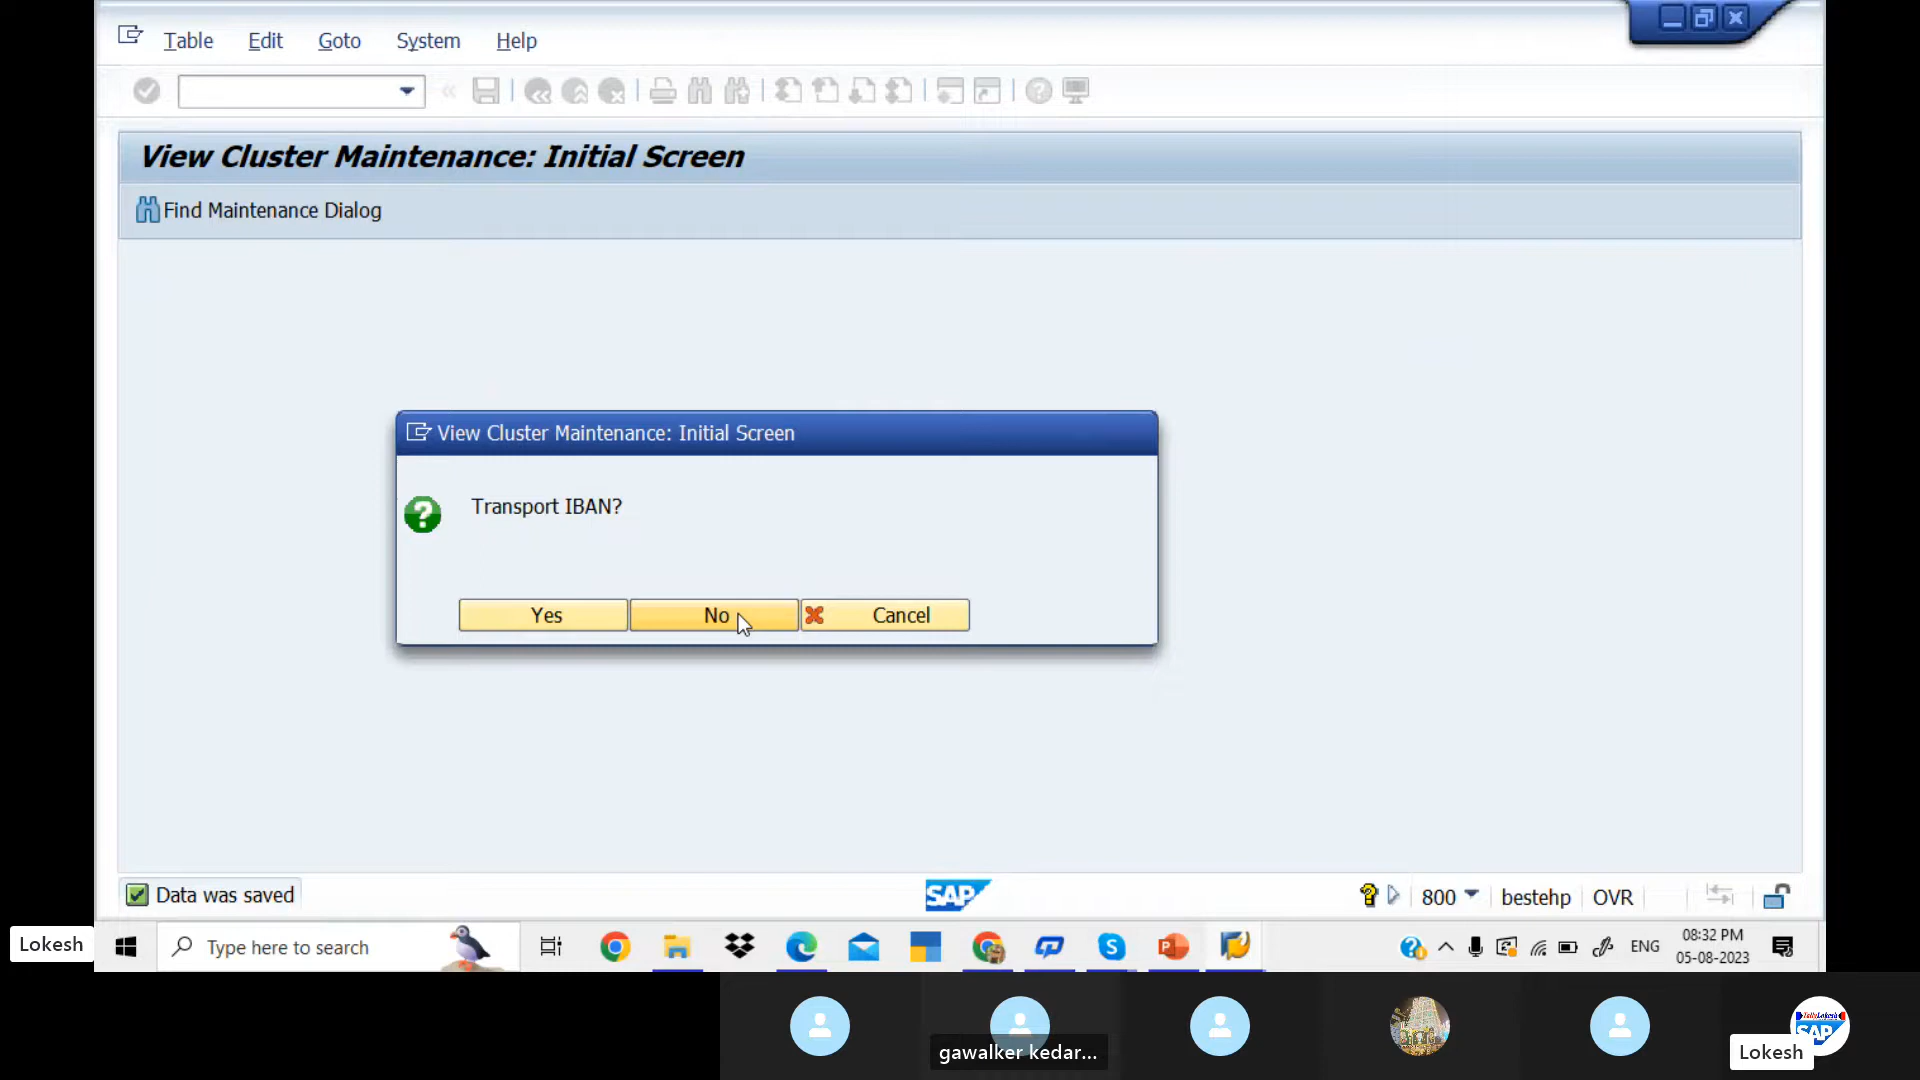 Table Edit Goto System Help
View Cluster Maintenance: Initial Screen
Find Maintenance Dialog
View Cluster Maintenance: Initial Screen
Transport IBAN?
Yes No Cancel
Data was saved
SAP
800 bestehp OVR
Lokesh
Type here to search
ENG
08:32 PM
05-08-2023
gawalker kedar...
SAP
Lokesh